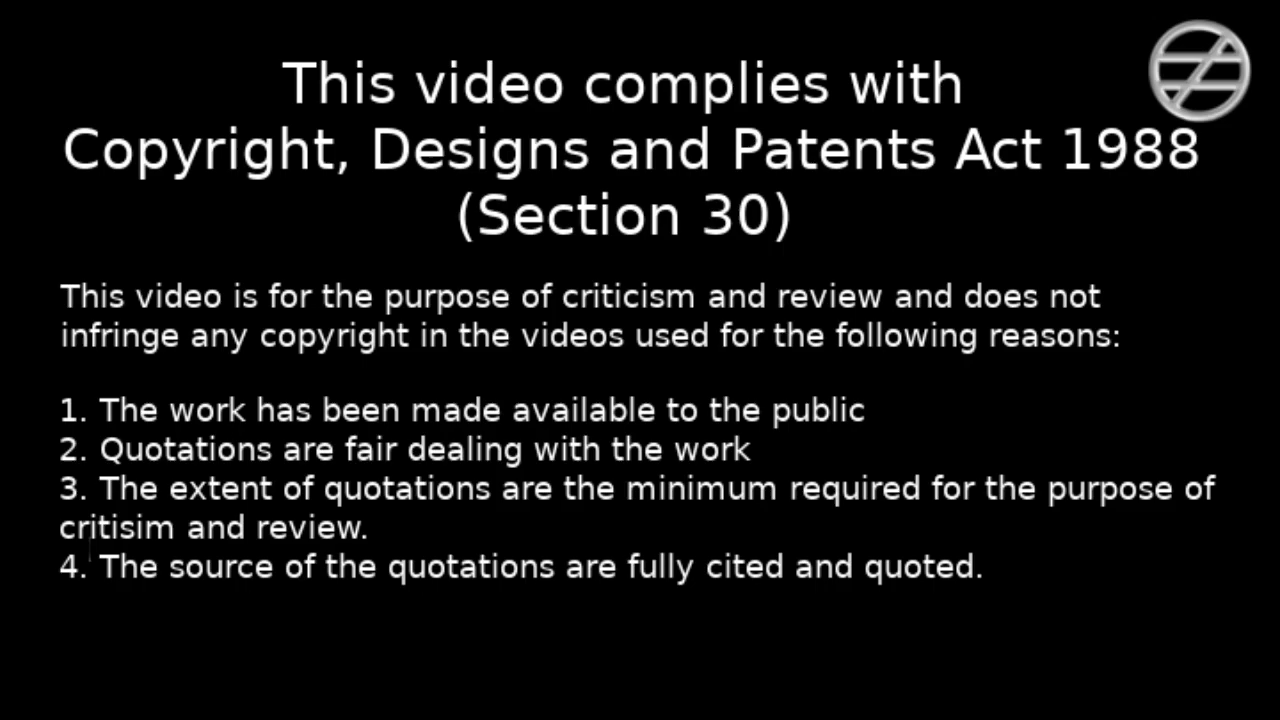 This video complies with
Copyright, Designs and Patents Act 1988
(Section 30)
This video is for the purpose of criticism and review and does not
infringe any copyright in the videos used for the following reasons:
1. The work has been made available to the public
2. Quotations are fair dealing with the work
3. The extent of quotations are the minimum required for the purpose of
critisim and review.
4. The source of the quotations are fully cited and quoted.